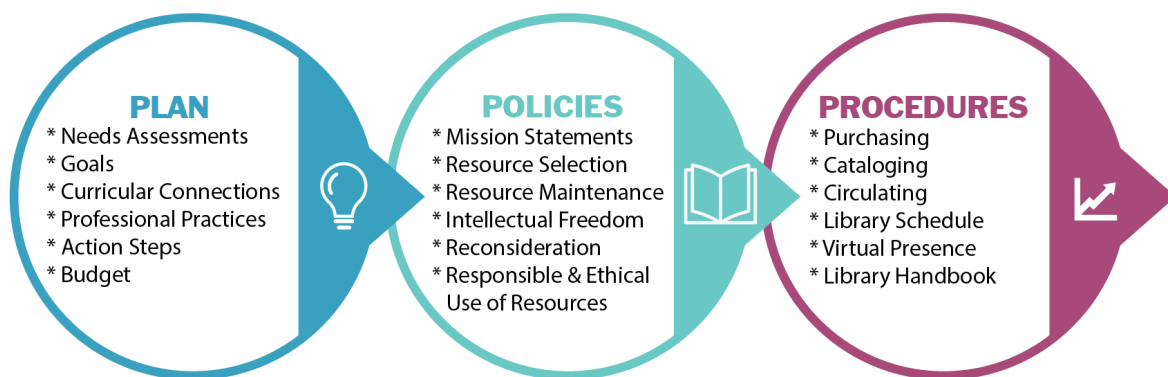 PLAN
* Needs Assessments
* Goals
* Curricular Connections
* Professional Practices
* Action Steps
* Budget
POLICIES
* Mission Statements
* Resource Selection
* Resource Maintenance
* Intellectual Freedom
* Reconsideration
* Responsible & Ethical
Use of Resources
PROCEDURES
* Purchasing
* Cataloging
* Circulating
* Library Schedule
* Virtual Presence
* Library Handbook